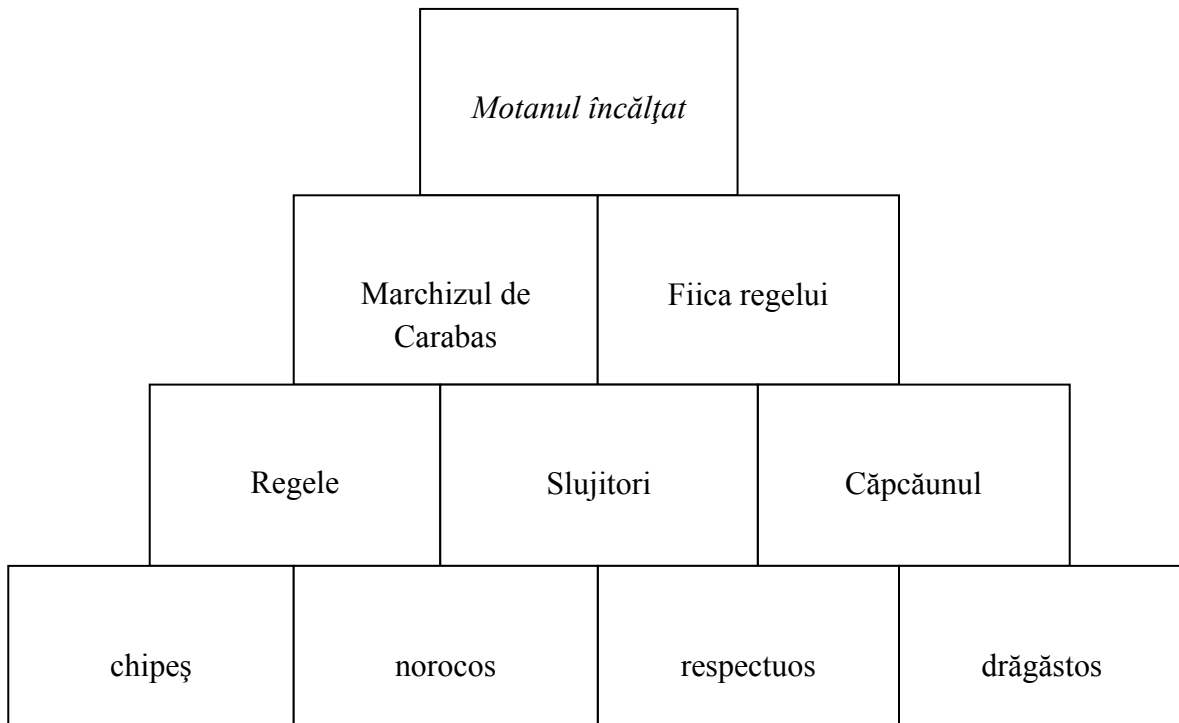 Motanul încălţat
Marchizul de
Carabas
Fiica regelui
Regele
Slujitori
Căpcăunul
chipeş
norocos
respectuos
drăgăstos